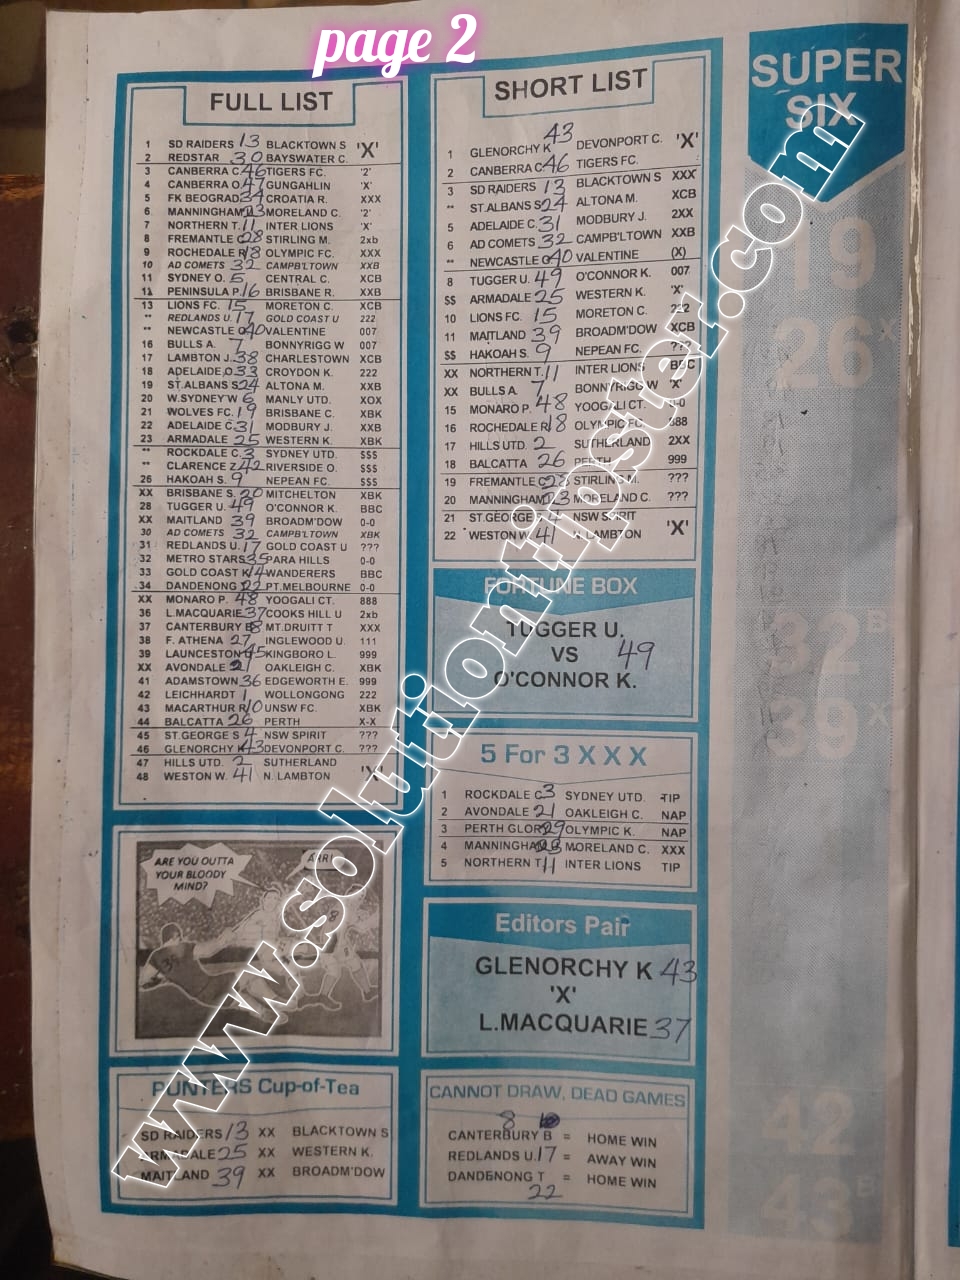 page 2
FULL LIST
1 SD RAIDERS 13 BLACKTOWN S 'X'
2 REDSTAR 30 BAYSWATER C.
3 CANBERRA C. 46 TIGERS FC. '2'
4 CANBERRA O. 47 GUNGAHLIN 'X'
5 FK BEOGRAD 34 CROATIA R. XXX
6 MANNINGHAM 23 MORELAND C. '2'
7 NORTHERN T. 11 INTER LIONS 'X'
8 FREMANTLE C 28 STIRLING M. 2xb
9 ROCHEDALE R 18 OLYMPIC FC. XXX
10 AD COMETS 32 CAMPB'LTOWN XXB
11 SYDNEY O. 5 CENTRAL C. XCB
12 PENINSULA P. 16 BRISBANE R. XXB
13 LIONS FC. 15 MORETON C. XCB
** REDLANDS U. 17 GOLD COAST U 222
** NEWCASTLE O 40 VALENTINE 007
16 BULLS A. 7 BONNYRIGG W 007
17 LAMBTON J. 38 CHARLESTOWN XCB
18 ADELAIDE O 33 CROYDON K. 222
19 ST.ALBANS S 24 ALTONA M. XXB
20 W.SYDNEY W 6 MANLY UTD. XOX
21 WOLVES FC. 19 BRISBANE C. XBK
22 ADELAIDE C. 31 MODBURY J. XXB
23 ARMADALE 25 WESTERN K. XBK
** ROCKDALE C. 3 SYDNEY UTD. $$$
** CLARENCE Z 42 RIVERSIDE O. $$$
26 HAKOAH S. 9 NEPEAN FC. $$$
XX BRISBANE S. 20 MITCHELTON XBK
28 TUGGER U. 49 O'CONNOR K. BBC
XX MAITLAND 39 BROADM'DOW 0-0
30 AD COMETS 32 CAMPB'LTOWN XBK
31 REDLANDS U. 17 GOLD COAST U ???
32 METRO STARS 35 PARA HILLS 0-0
33 GOLD COAST K 14 WANDERERS BBC
34 DANDENONG T 22 PT.MELBOURNE 0-0
XX MONARO P. 48 YOOGALI CT. 888
36 L.MACQUARIE 37 COOKS HILL U 2xb
37 CANTERBURY B 8 MT.DRUITT T XXX
38 F. ATHENA 27 INGLEWOOD U. 111
39 LAUNCESTON 45 KINGBORO L. 999
XX AVONDALE 21 OAKLEIGH C. XBK
41 ADAMSTOWN 36 EDGEWORTH E. 999
42 LEICHHARDT 1 WOLLONGONG 222
43 MACARTHUR R 10 UNSW FC. XBK
44 BALCATTA 26 PERTH X-X
45 ST.GEORGE S 4 NSW SPIRIT ???
46 GLENORCHY K 43 DEVONPORT C. ???
47 HILLS UTD. 2 SUTHERLAND
48 WESTON W. 41 N. LAMBTON 'X'
SHORT LIST
1 GLENORCHY K 43 DEVONPORT C. 'X'
2 CANBERRA C. 46 TIGERS FC.
3 SD RAIDERS 13 BLACKTOWN S XXX
** ST.ALBANS S 24 ALTONA M. XCB
5 ADELAIDE C. 31 MODBURY J. 2XX
6 AD COMETS 32 CAMPB'LTOWN XXB
** NEWCASTLE O 40 VALENTINE (X)
8 TUGGER U. 49 O'CONNOR K. 007
$$ ARMADALE 25 WESTERN K. 'X'
10 LIONS FC. 15 MORETON C. 222
11 MAITLAND 39 BROADM'DOW XCB
$$ HAKOAH S. 9 NEPEAN FC. ???
XX NORTHERN T. 11 INTER LIONS BBC
XX BULLS A. 7 BONNYRIGG W 'X'
15 MONARO P. 48 YOOGALI CT. 0-0
16 ROCHEDALE R 18 OLYMPIC FC 888
17 HILLS UTD. 2 SUTHERLAND 2XX
18 BALCATTA 26 PERTH 999
19 FREMANTLE C 28 STIRLING M. ???
20 MANNINGHAM 23 MORELAND C. ???
21 ST.GEORGE S 4 NSW SPIRIT 'X'
22 WESTON W. 41 N. LAMBTON
FORTUNE BOX
TUGGER U.
VS 49
O'CONNOR K.
5 For 3 X X X
1 ROCKDALE C. 3 SYDNEY UTD. TIP
2 AVONDALE 21 OAKLEIGH C. NAP
3 PERTH GLOR 29 OLYMPIC K. NAP
4 MANNINGHAM 23 MORELAND C. XXX
5 NORTHERN T. 11 INTER LIONS TIP
Editors Pair
GLENORCHY K 43
'X'
L.MACQUARIE 37
ARE YOU OUTTA
YOUR BLOODY
MIND?
ARR!
PUNTERS Cup-of-Tea
SD RAIDERS 13 XX BLACKTOWN S
ARMADALE 25 XX WESTERN K.
MAITLAND 39 XX BROADM'DOW
CANNOT DRAW, DEAD GAMES
8
CANTERBURY B = HOME WIN
REDLANDS U. 17 = AWAY WIN
DANDENONG T = HOME WIN
22
SUPER
SIX
19
26X
32B
39X
42
43B
www.solutiontipster.com